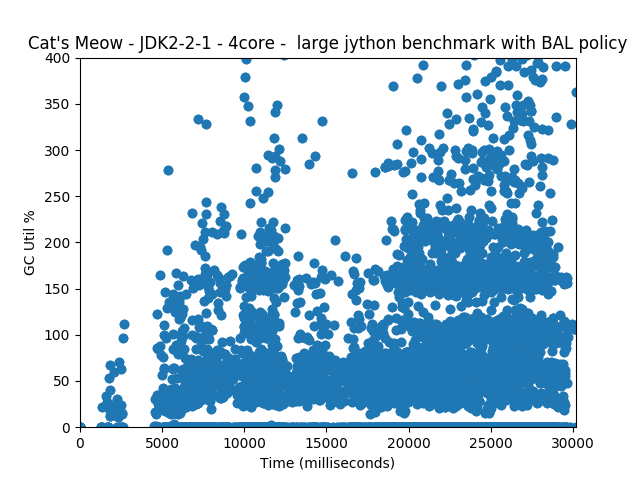 Cat's Meow - JDK2-2-1 - 4core -  large jython benchmark with BAL policy
400
350
300
250
200
150
100
50
0
GC Util %
0 5000 10000 15000 20000 25000 30000
Time (milliseconds)